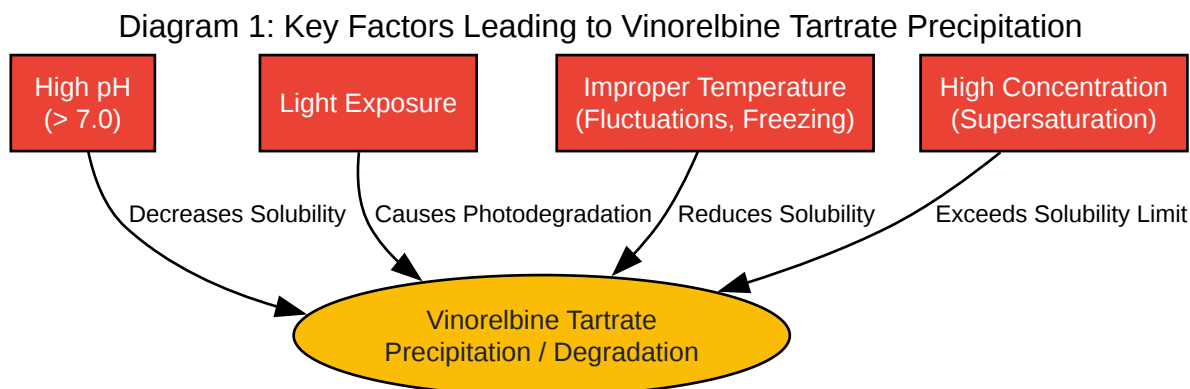 Diagram 1: Key Factors Leading to Vinorelbine Tartrate Precipitation
High pH
(> 7.0)
Light Exposure
Improper Temperature
(Fluctuations, Freezing)
High Concentration
(Supersaturation)
Decreases Solubility
Causes Photodegradation
Reduces Solubility
Exceeds Solubility Limit
Vinorelbine Tartrate
Precipitation / Degradation